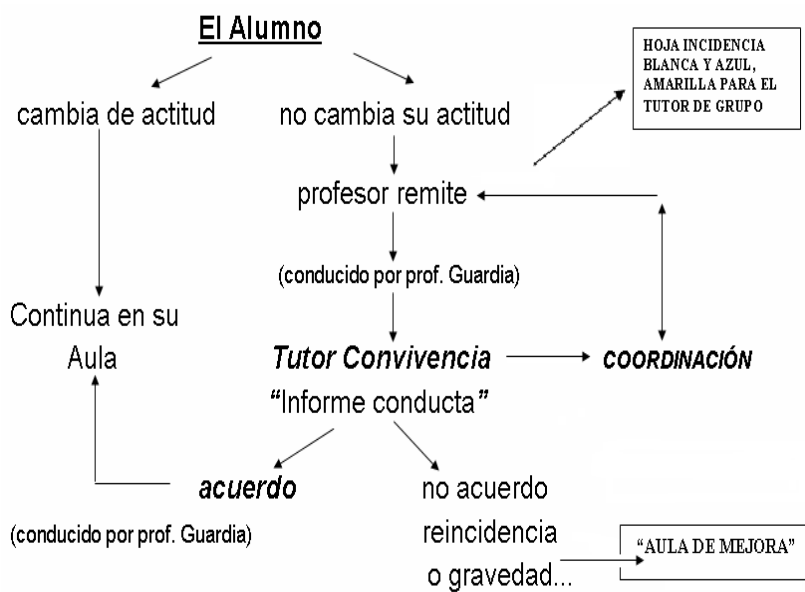 El Alumno
HOJA INCIDENCIA
BLANCA Y AZUL,
AMARILLA PARA EL
TUTOR DE GRUPO
cambia de actitud
no cambia su actitud
profesor remite
(conducido por prof. Guardia)
Continua en su
Aula
Tutor Convivencia
COORDINACIÓN
“Informe conducta”
acuerdo
(conducido por prof. Guardia)
no acuerdo
reincidencia
o gravedad...
“AULA DE MEJORA”